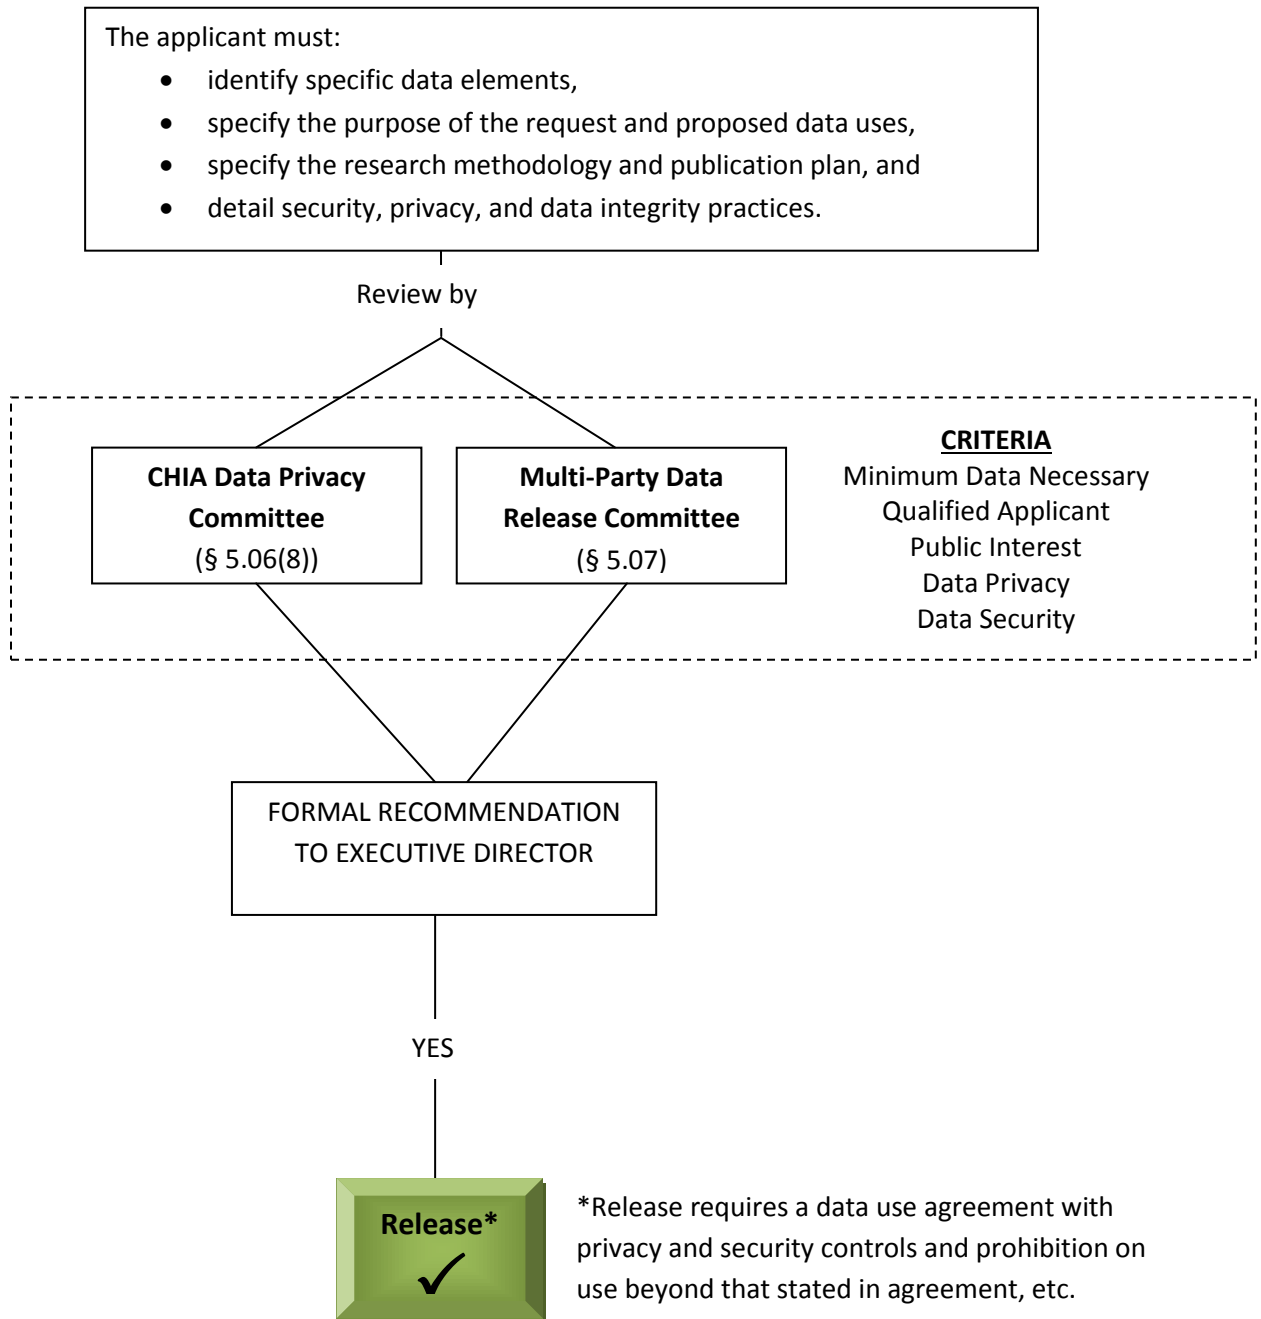 The applicant must:
• identify specific data elements,
• specify the purpose of the request and proposed data uses,
• specify the research methodology and publication plan, and
• detail security, privacy, and data integrity practices.
Review by
CHIA Data Privacy
Committee
(§ 5.06(8))
Multi-Party Data
Release Committee
(§ 5.07)
CRITERIA
Minimum Data Necessary
Qualified Applicant
Public Interest
Data Privacy
Data Security
FORMAL RECOMMENDATION
TO EXECUTIVE DIRECTOR
YES
Release*
✓
*Release requires a data use agreement with
privacy and security controls and prohibition on
use beyond that stated in agreement, etc.